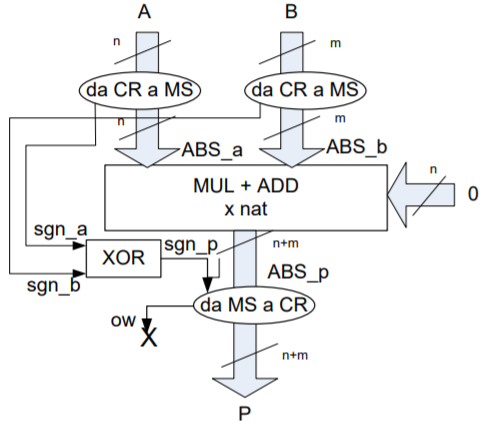 A
B
n
m
da CR a MS
da CR a MS
n
m
ABS_a
ABS_b
MUL + ADD
x nat
n
0
sgn_a
XOR
sgn_p
n+m
sgn_b
ABS_p
da MS a CR
ow
X
n+m
P